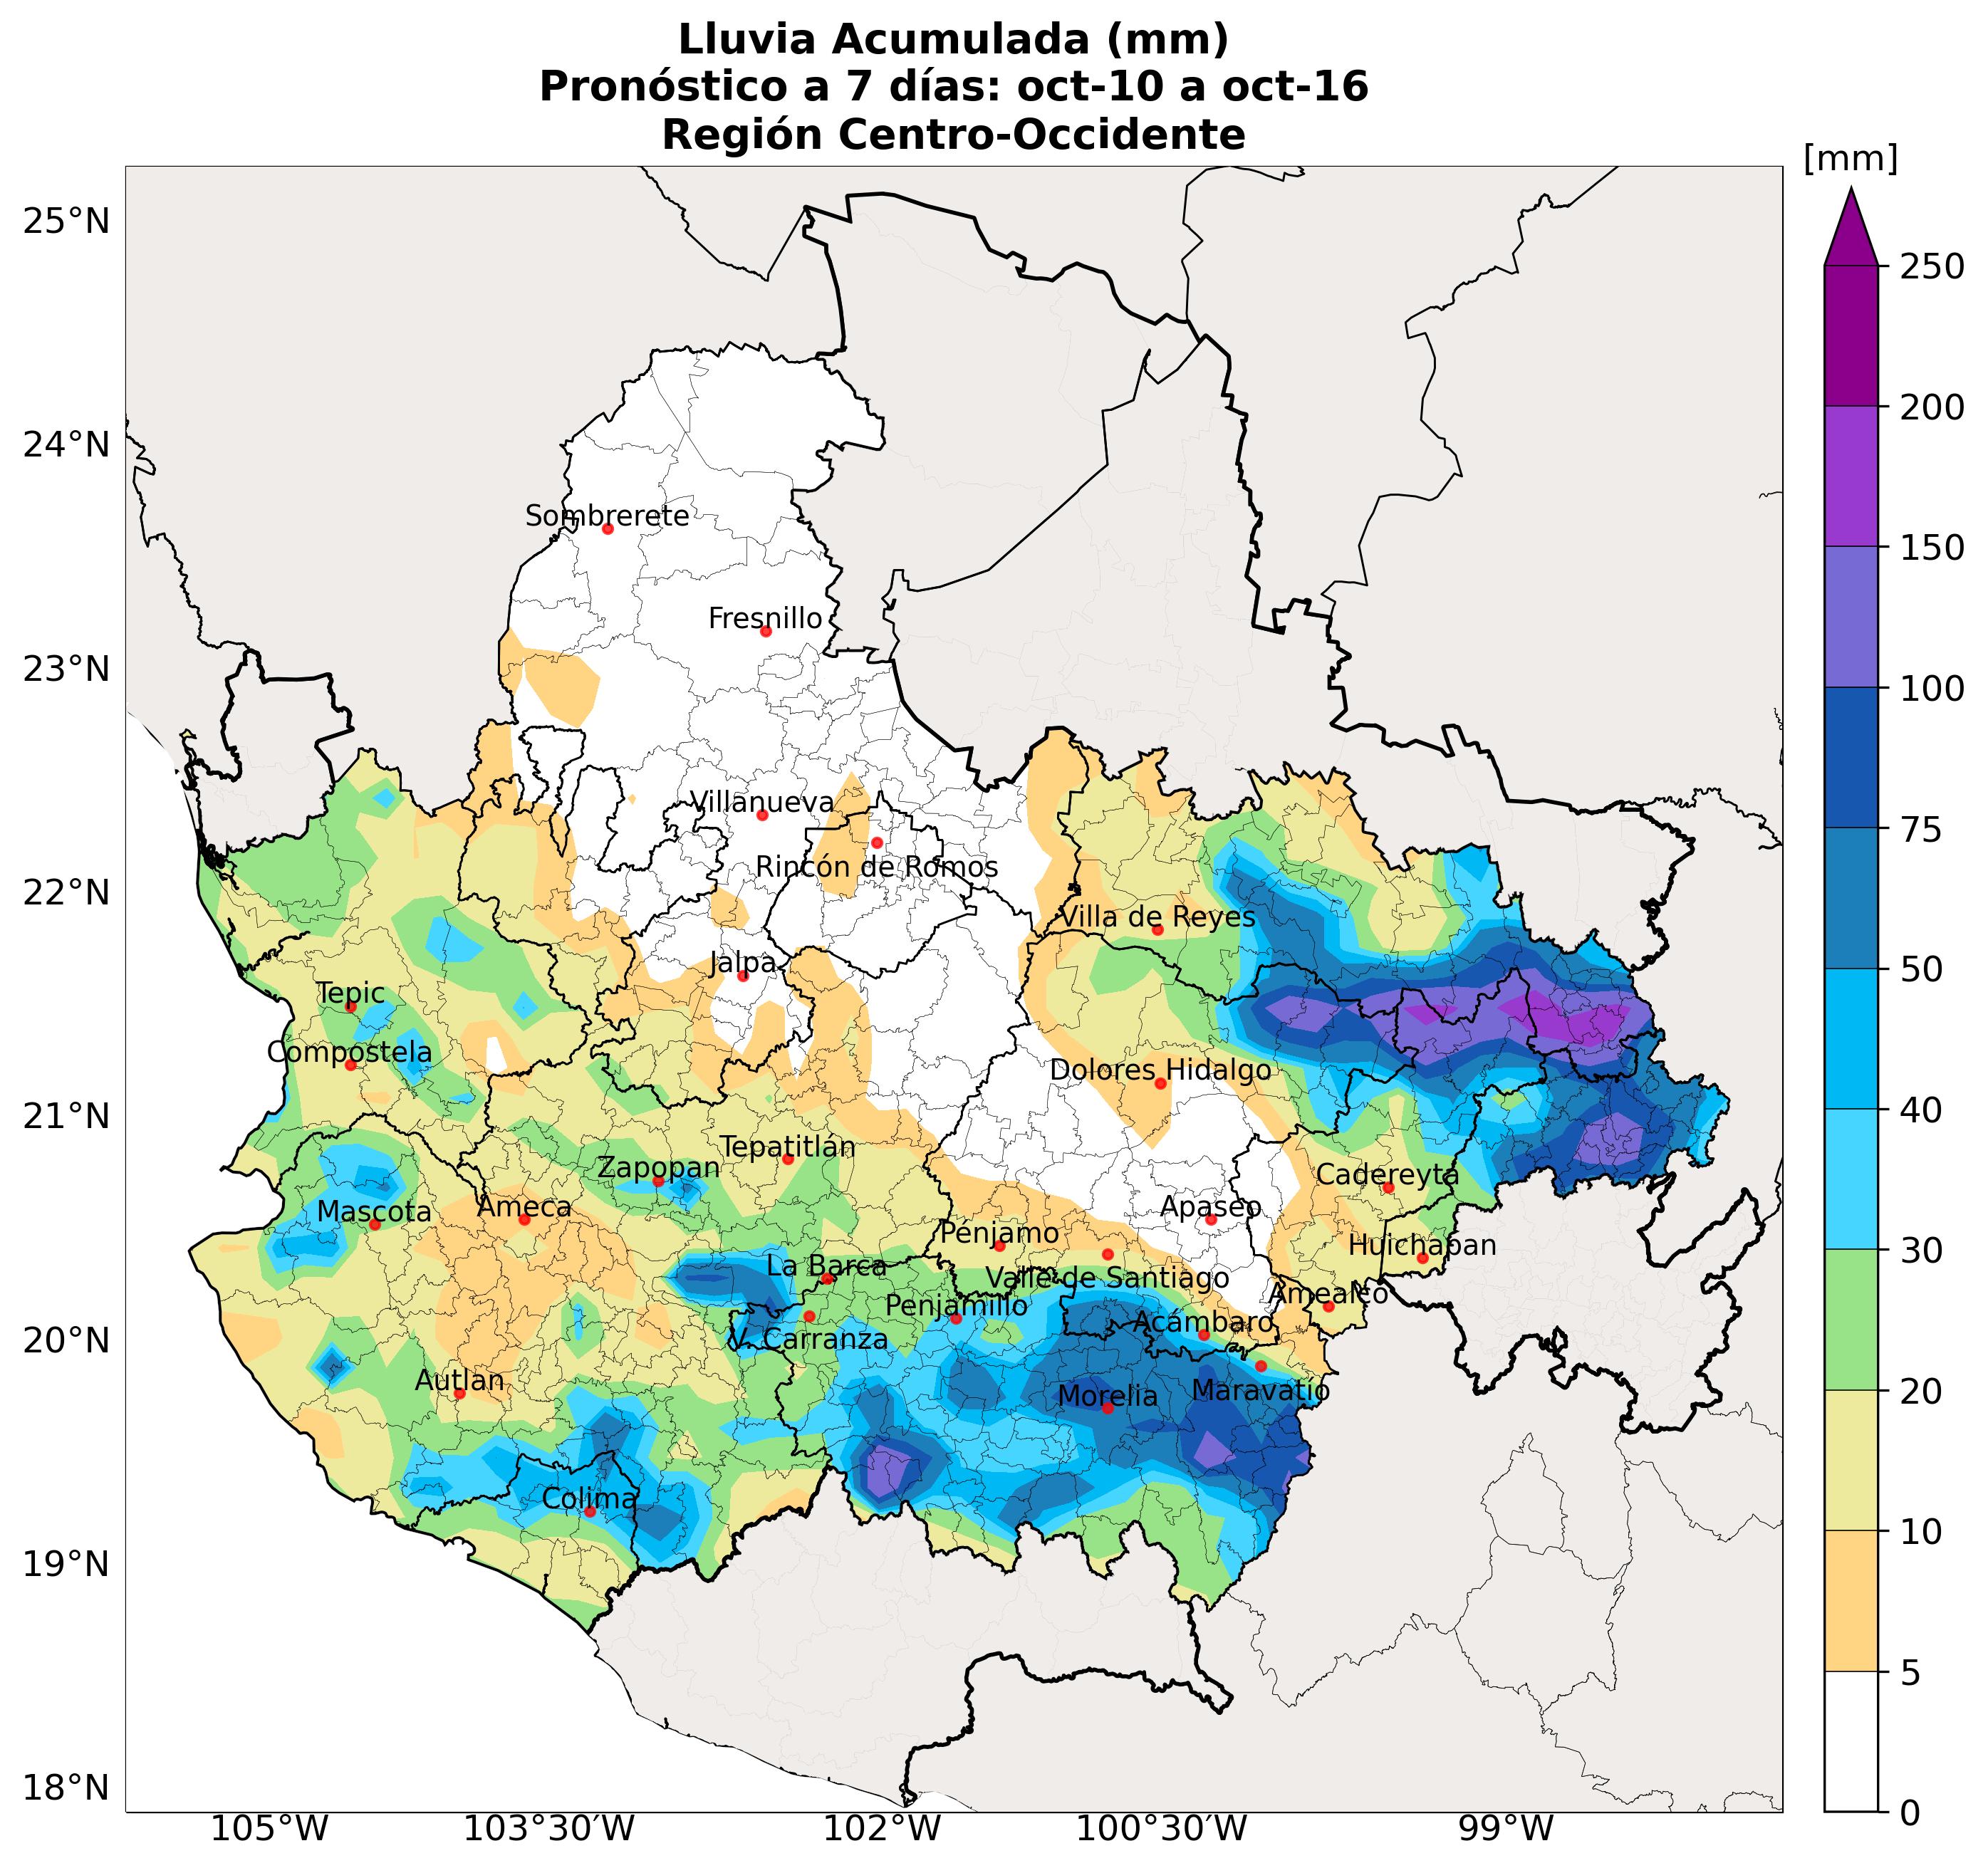 Lluvia Acumulada (mm)
Pronóstico a 7 días: oct-10 a oct-16
Región Centro-Occidente
[mm]
25°N
250
200
24°N
Sombrerete
150
Fresnillo
23°N
100
Villanueva
75
Rincón de Romos
22°N
Villa de Reyes
Jalpa
50
Tepic
Compostela
Dolores Hidalgo
21°N
40
Tepatitlán
Zapopan
Cadereyta
Mascota
Ameca
Apaseo
Penjamo
Huichapan
30
La Barca
Valle de Santiago
Amealco
Penjamillo
Acámbaro
20°N
V. Carranza
Autlan
Morelia
Maravatío
20
Colima
10
19°N
5
18°N
0
105°W
103°30'W
102°W
100°30'W
99°W